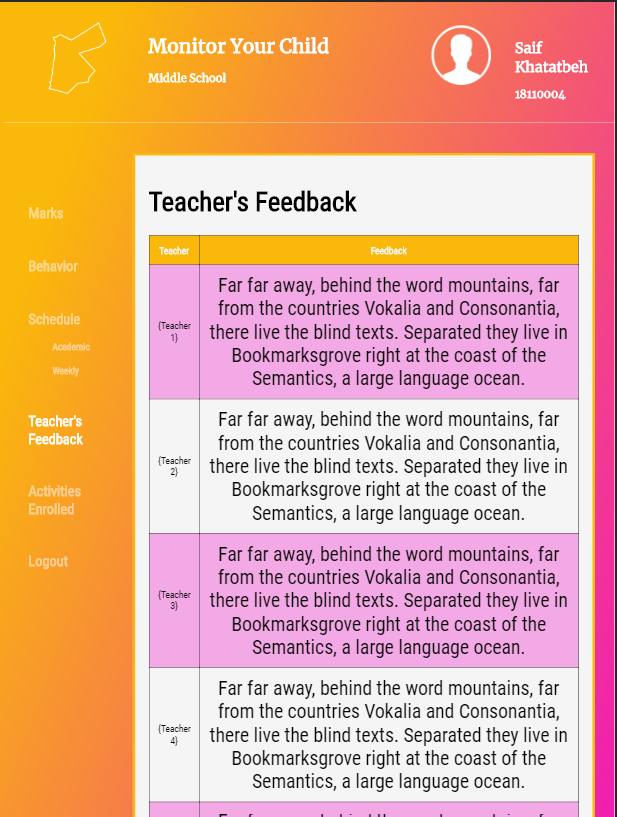 Monitor Your Child
Middle School
Saif
Khatatbeh
18110004
Marks
Behavior
Schedule
Academic
Weekly
Teacher's
Feedback
Activities
Enrolled
Logout
Teacher's Feedback
Teacher Feedback
{Teacher
1}
Far far away, behind the word mountains, far
from the countries Vokalia and Consonantia,
there live the blind texts. Separated they live in
Bookmarksgrove right at the coast of the
Semantics, a large language ocean.
{Teacher
2}
Far far away, behind the word mountains, far
from the countries Vokalia and Consonantia,
there live the blind texts. Separated they live in
Bookmarksgrove right at the coast of the
Semantics, a large language ocean.
{Teacher
3}
Far far away, behind the word mountains, far
from the countries Vokalia and Consonantia,
there live the blind texts. Separated they live in
Bookmarksgrove right at the coast of the
Semantics, a large language ocean.
{Teacher
4}
Far far away, behind the word mountains, far
from the countries Vokalia and Consonantia,
there live the blind texts. Separated they live in
Bookmarksgrove right at the coast of the
Semantics, a large language ocean.